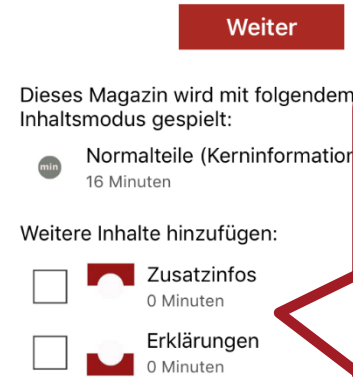 Weiter
Dieses Magazin wird mit folgendem
Inhaltsmodus gespielt:
min
Normalteile (Kerninformation
16 Minuten
Weitere Inhalte hinzufügen:
Zusatzinfos
0 Minuten
Erklärungen
0 Minuten